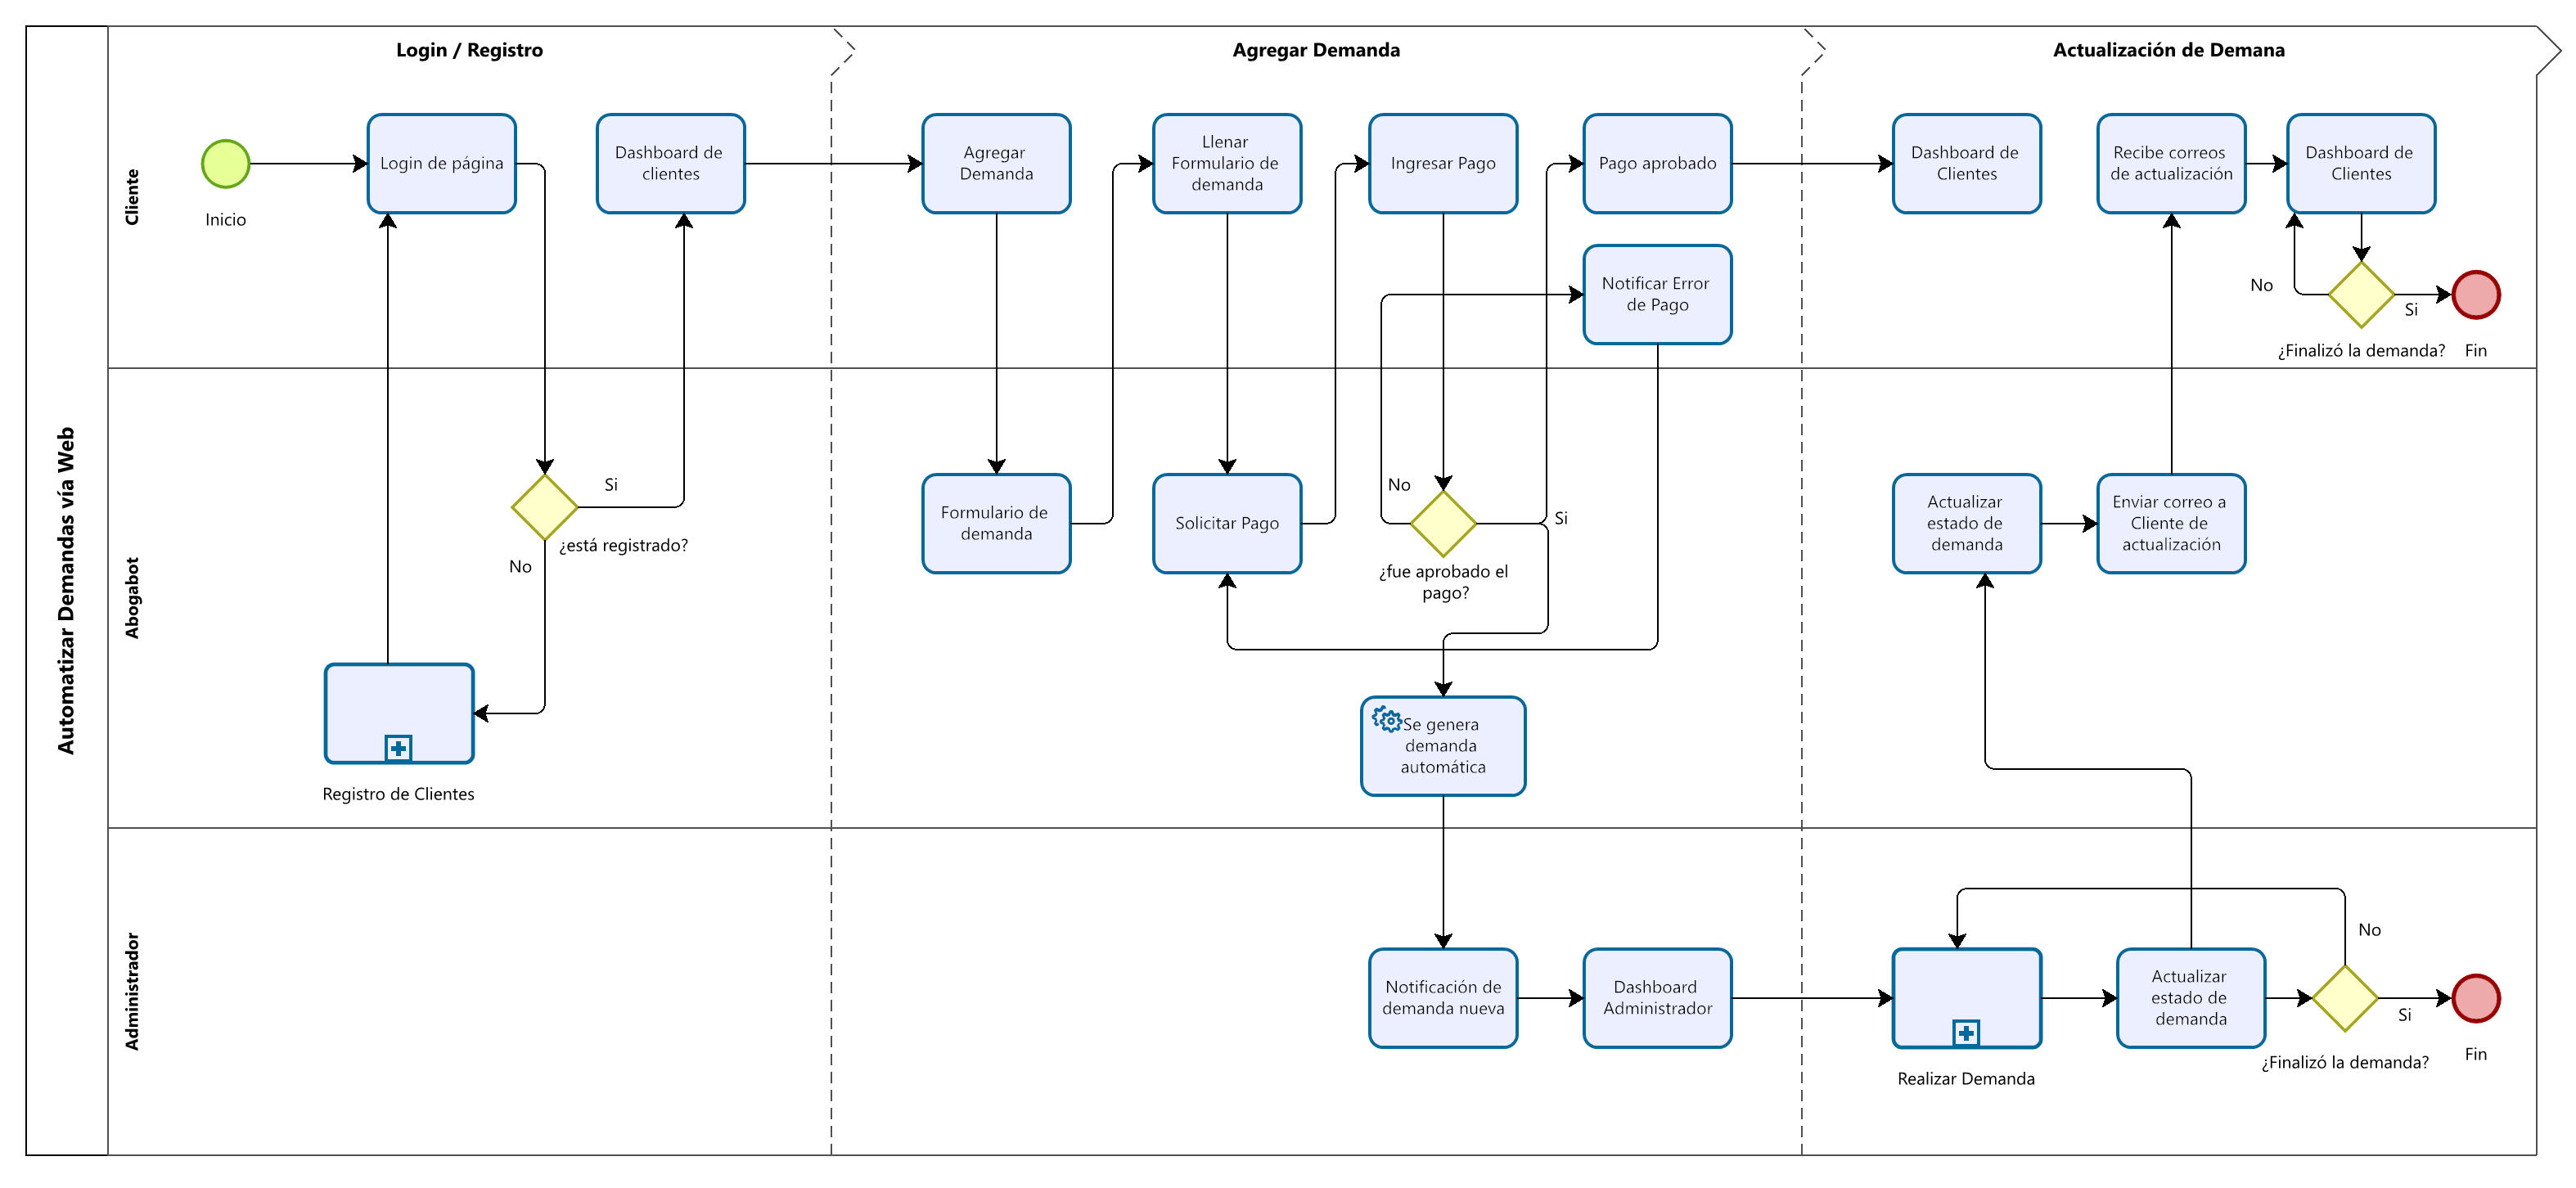 Automatizar Demandas vía Web
Login / Registro
Agregar Demanda
Actualización de Demana
Cliente
Inicio
Login de página
Dashboard de
clientes
Agregar
Demanda
Llenar
Formulario de
demanda
Ingresar Pago
Pago aprobado
Notificar Error
de Pago
Dashboard de
Clientes
Recibe correos
de actualización
Dashboard de
Clientes
No
Si
¿Finalizó la demanda?
Fin
Abogabot
Si
¿está registrado?
No
Registro de Clientes
Formulario de
demanda
Solicitar Pago
No
Si
¿fue aprobado el
pago?
Se genera
demanda
automática
Actualizar
estado de
demanda
Enviar correo a
Cliente de
actualización
Administrador
Notificación de
demanda nueva
Dashboard
Administrador
Realizar Demanda
Actualizar
estado de
demanda
No
Si
¿Finalizó la demanda?
Fin